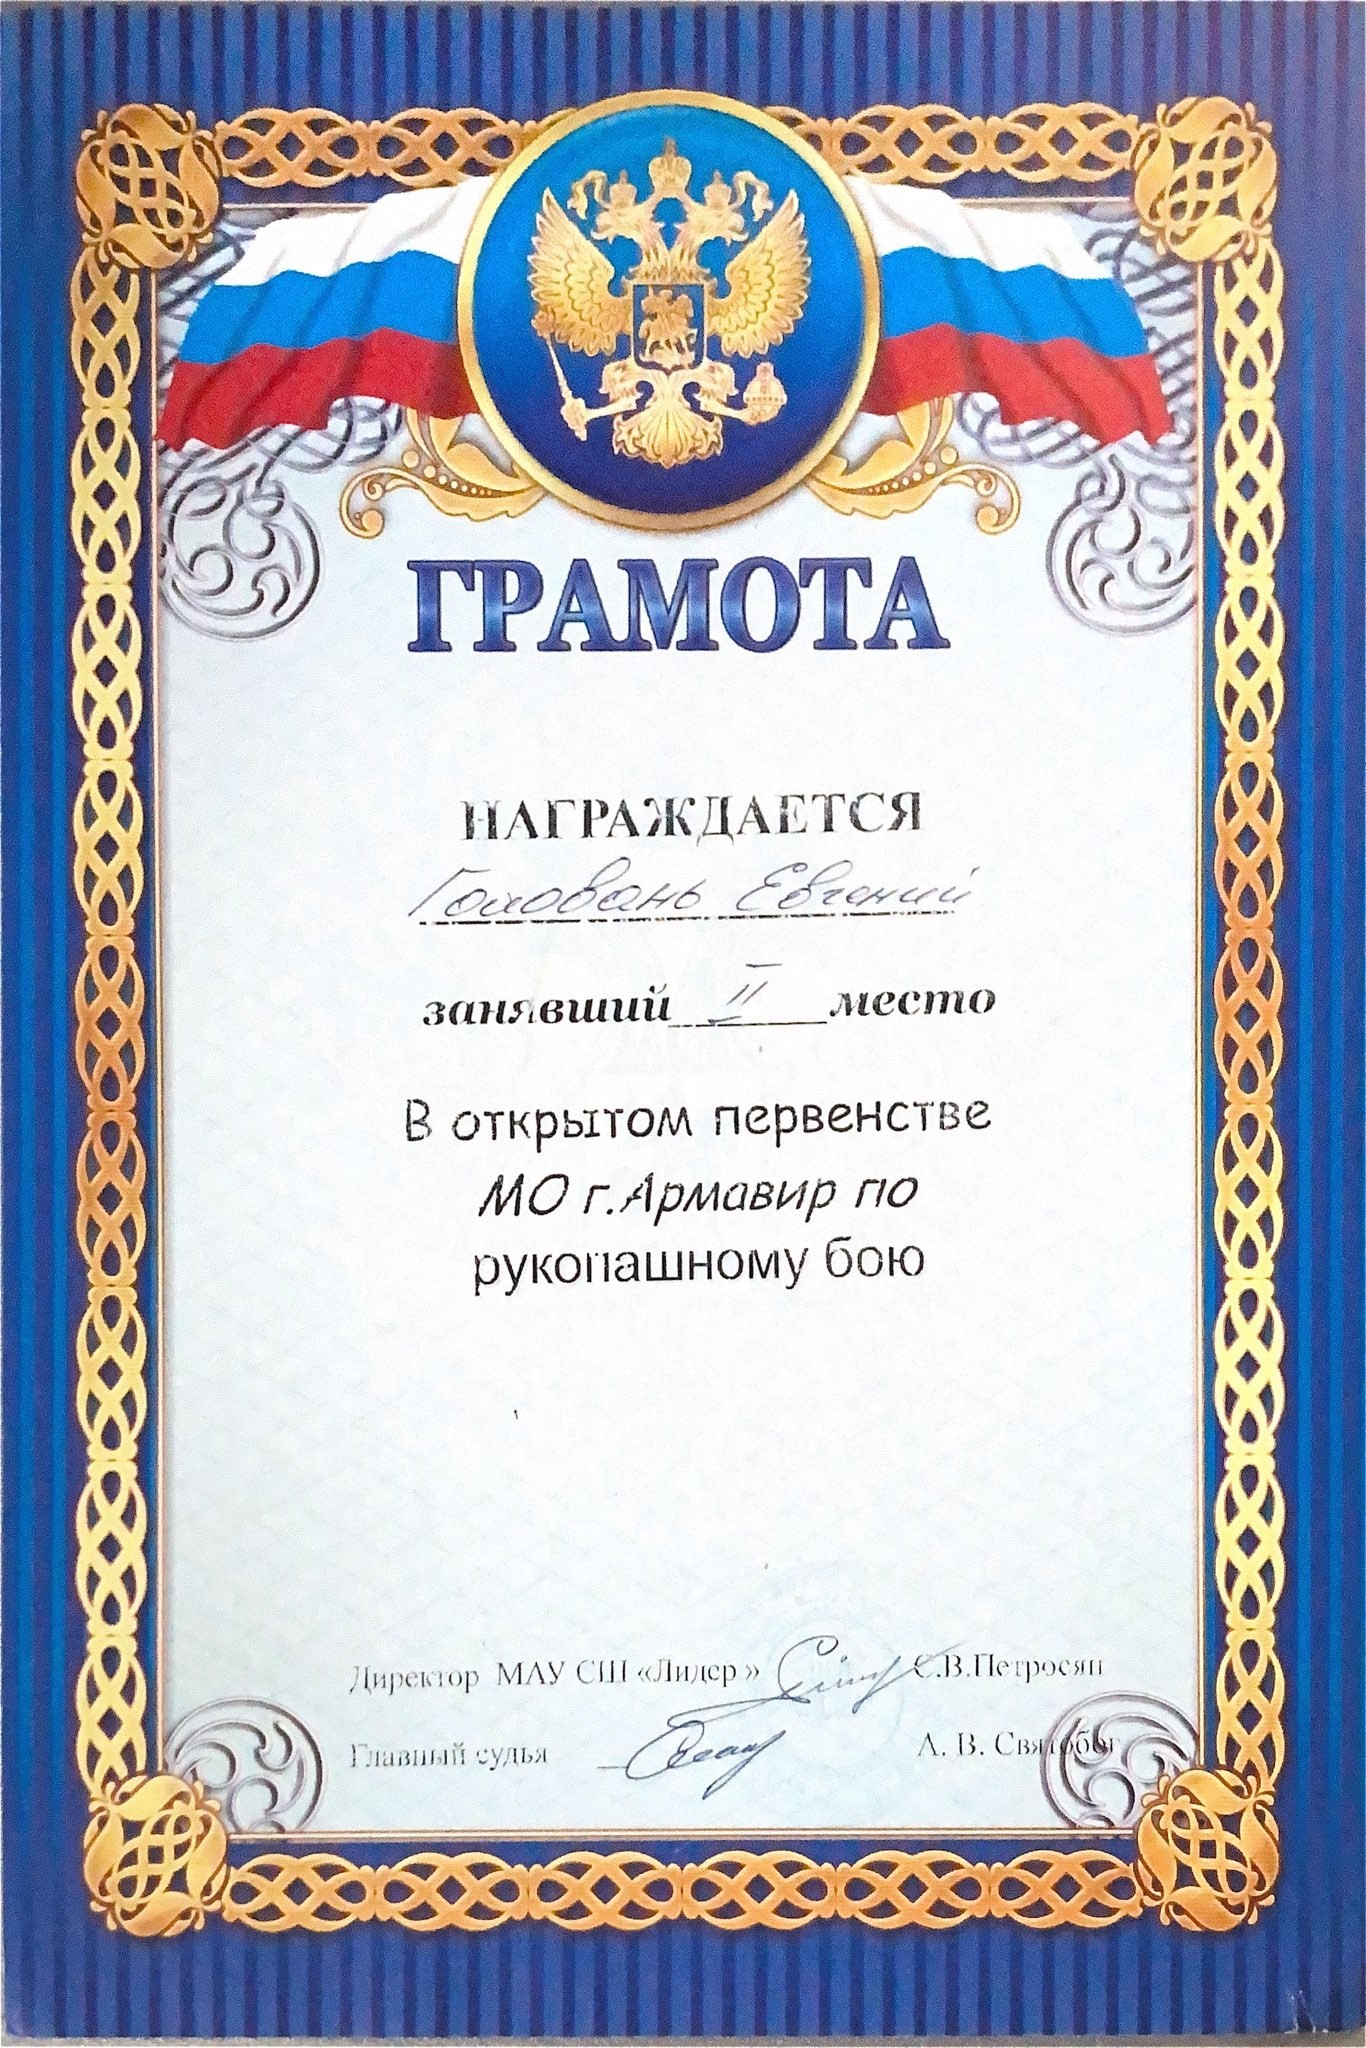 ГРАМОТА
НАГРАЖДАЕТСЯ
Головань Евгений
занявший II место
В открытом первенстве
МО г.Армавир по
рукопашному бою
Директор МАУ СШ «Лидер» С.В.Петросян
Главный судья А. В. Святобог